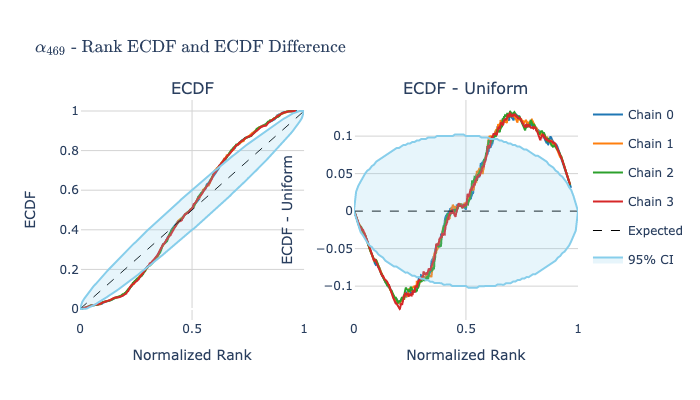 α₄₆₉ - Rank ECDF and ECDF Difference
ECDF
ECDF - Uniform
1
0.8
0.6
0.4
0.2
0
0
0.5
1
ECDF
Normalized Rank
0.1
0.05
0
−0.05
−0.1
0
0.5
1
ECDF - Uniform
Normalized Rank
Chain 0
Chain 1
Chain 2
Chain 3
Expected
95% CI